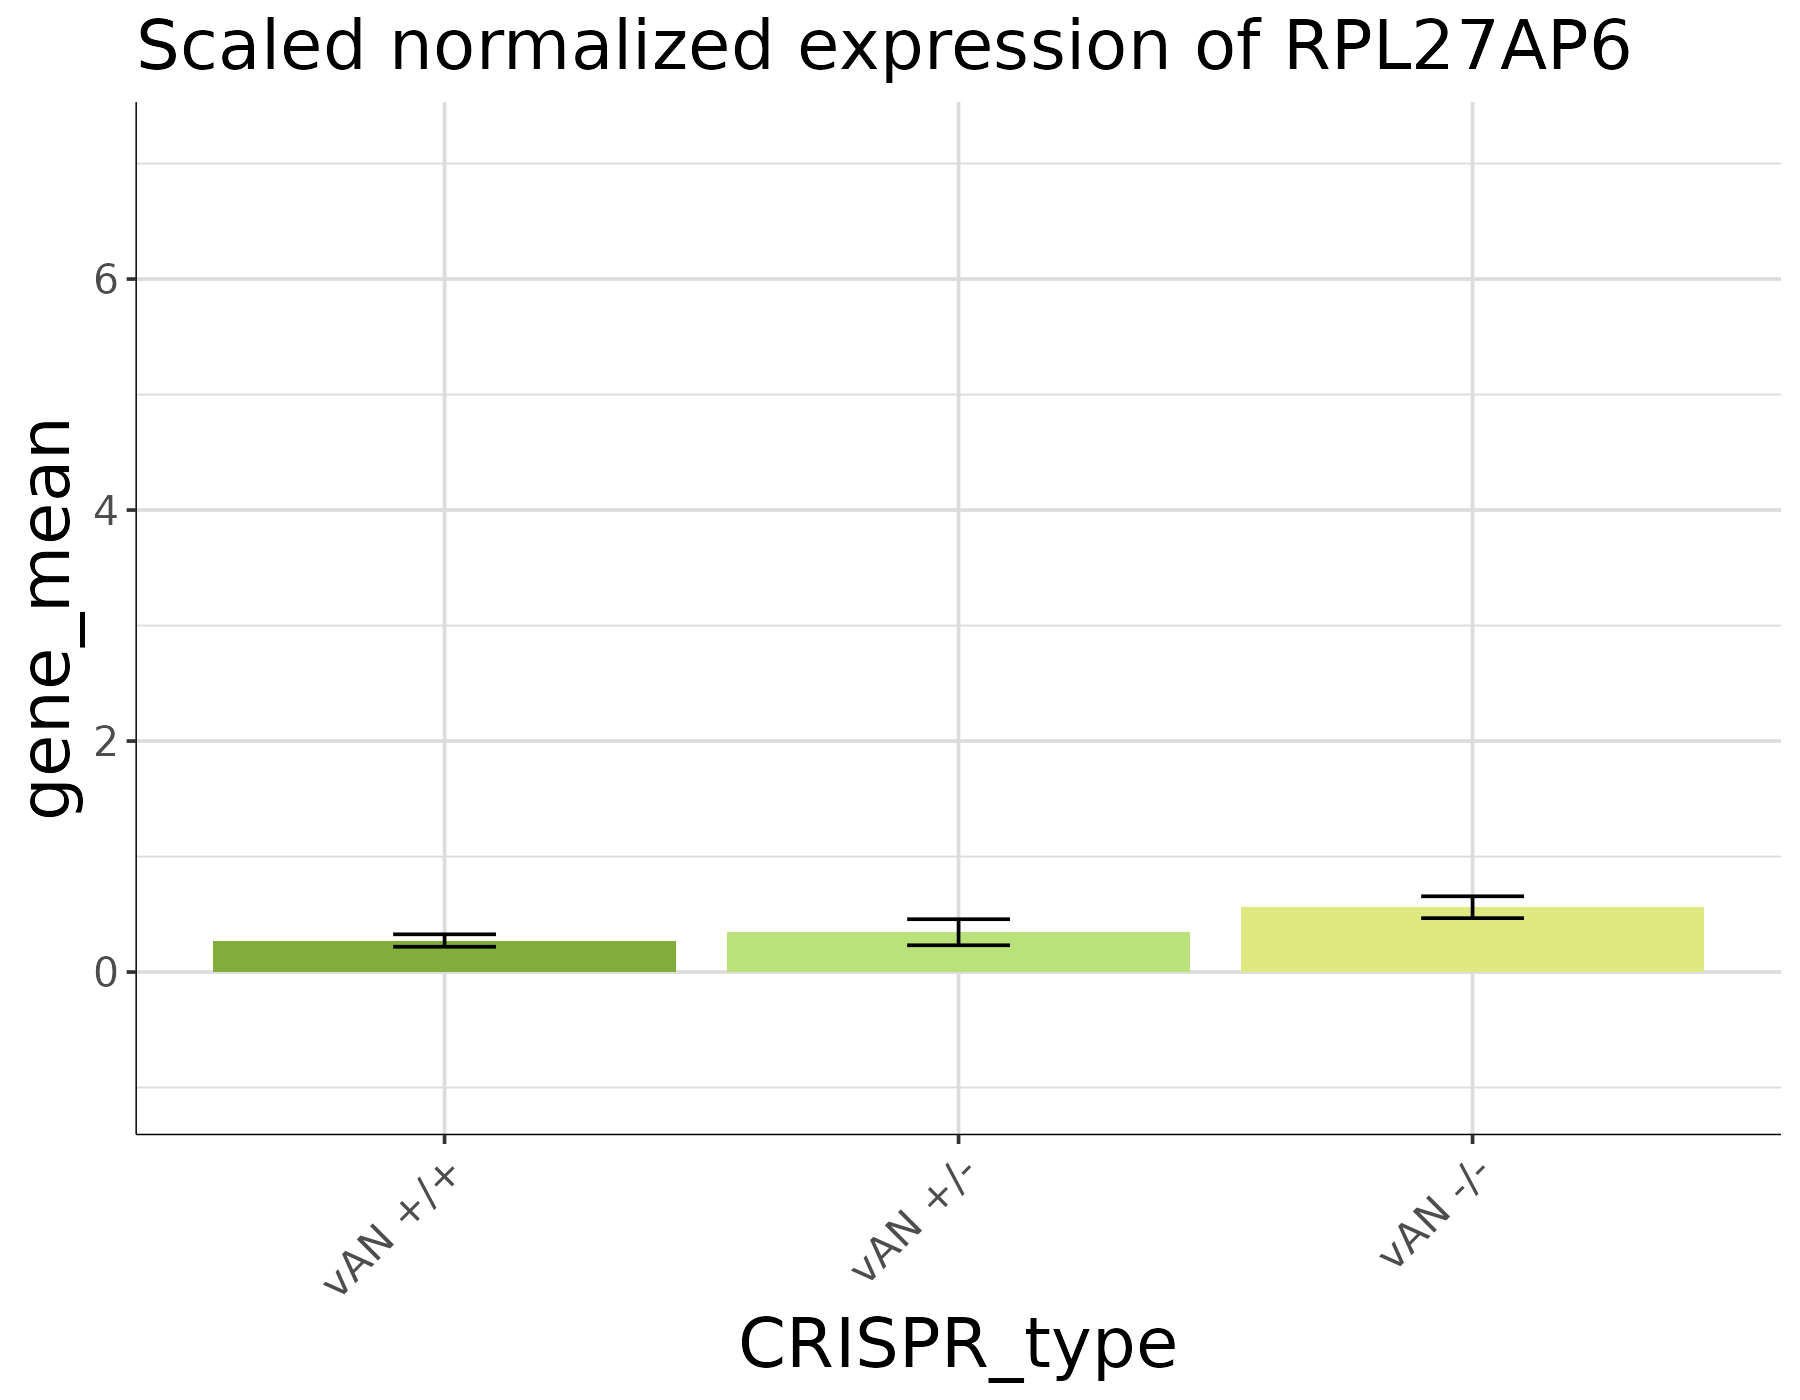 Scaled normalized expression of RPL27AP6
gene_mean
6
4
2
0
vAN +/+
vAN +/-
vAN -/-
CRISPR_type